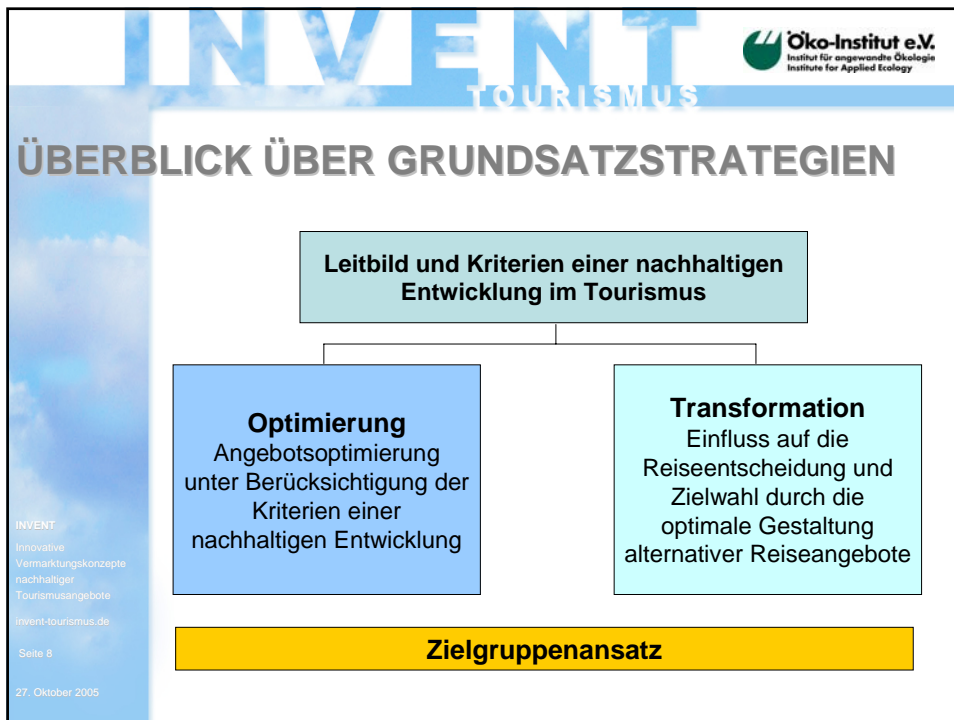 INVENT
TOURISMUS
Öko-Institut e.V.
Institut für angewandte Ökologie
Institute for Applied Ecology
ÜBERBLICK ÜBER GRUNDSATZSTRATEGIEN
Leitbild und Kriterien einer nachhaltigen
Entwicklung im Tourismus
Optimierung
Angebotsoptimierung
unter Berücksichtigung der
Kriterien einer
nachhaltigen Entwicklung
Transformation
Einfluss auf die
Reiseentscheidung und
Zielwahl durch die
optimale Gestaltung
alternativer Reiseangebote
Zielgruppenansatz
INVENT
Innovative
Vermarktungskonzepte
nachhaltiger
Tourismusangebote
invent-tourismus.de
Seite 8
27. Oktober 2005